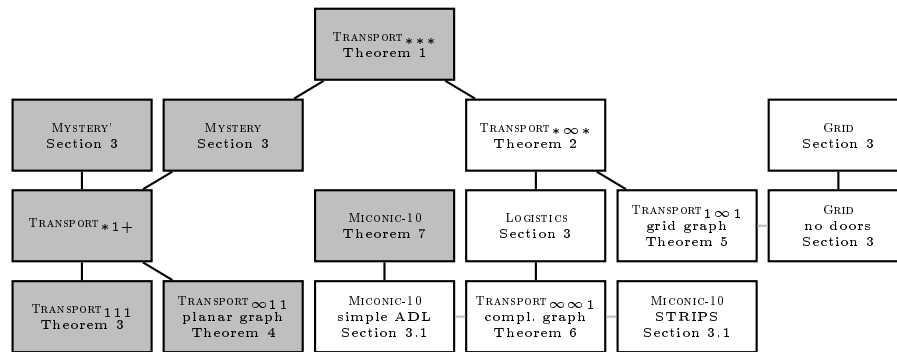 TRANSPORT***
Theorem 1
MYSTERY'
Section 3
MYSTERY
Section 3
TRANSPORT*∞*
Theorem 2
GRID
Section 3
TRANSPORT*1+
MICONIC-10
Theorem 7
LOGISTICS
Section 3
TRANSPORT1∞1
grid graph
Theorem 5
GRID
no doors
Section 3
TRANSPORT111
Theorem 3
TRANSPORT∞11
planar graph
Theorem 4
MICONIC-10
simple ADL
Section 3.1
TRANSPORT∞∞1
compl. graph
Theorem 6
MICONIC-10
STRIPS
Section 3.1